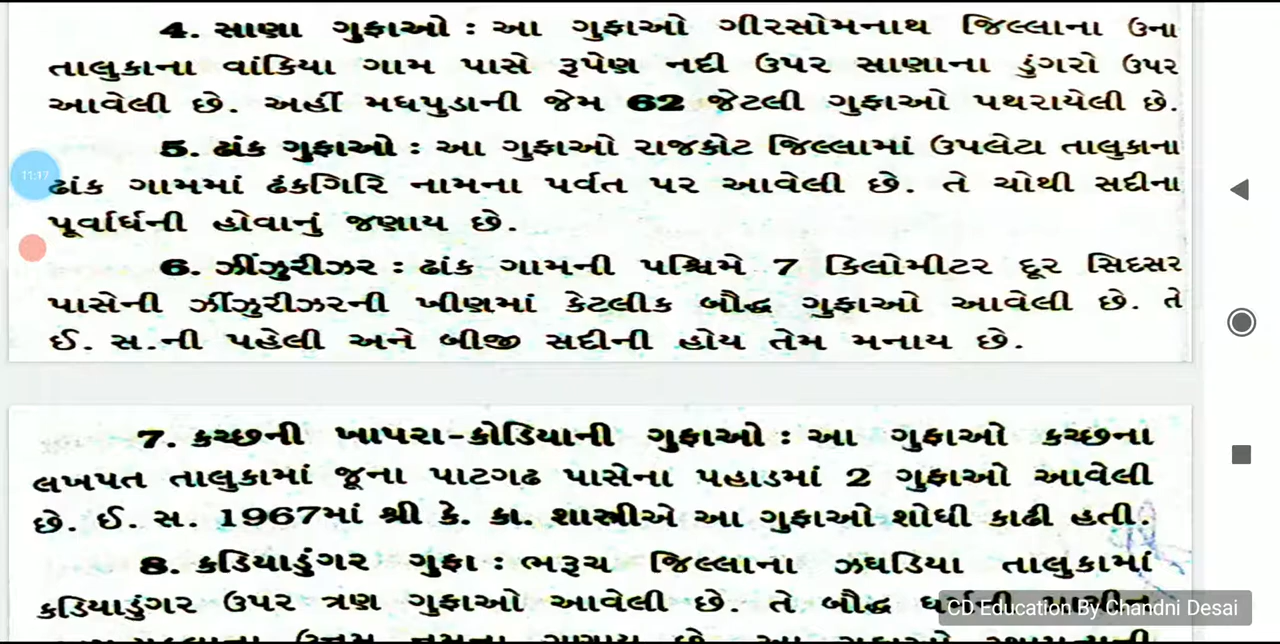 4. સાણા ગુફાઓ : આ ગુફાઓ ગીરસોમનાથ જિલ્લાના ઉના
તાલુકાના વાંકિયા ગામ પાસે રૂપેણ નદી ઉપર સાણાના ડુંગરો ઉપર
આવેલી છે. અહીં મધપુડાની જેમ 62 જેટલી ગુફાઓ પથરાયેલી છે.
5. ઢાંક ગુફાઓ : આ ગુફાઓ રાજકોટ જિલ્લામાં ઉપલેટા તાલુકાના
11:17
ઢાંક ગામમાં ઢંકગિરિ નામના પર્વત પર આવેલી છે. તે ચોથી સદીના
પૂર્વાર્ધની હોવાનું જણાય છે.
6. ઝીંઝુરીઝર : ઢાંક ગામની પશ્ચિમે 7 કિલોમીટર દૂર સિદસર
પાસેની ઝીંઝુરીઝરની ખીણમાં કેટલીક બૌદ્ધ ગુફાઓ આવેલી છે. તે
ઈ. સ.ની પહેલી અને બીજી સદીની હોય તેમ મનાય છે.
7. કચ્છની ખાપરા-કોડિયાની ગુફાઓ : આ ગુફાઓ કચ્છના
લખપત તાલુકામાં જૂના પાટગઢ પાસેના પહાડમાં 2 ગુફાઓ આવેલી
છે. ઈ. સ. 1967માં શ્રી કે. કા. શાસ્ત્રીએ આ ગુફાઓ શોધી કાઢી હતી.
8. કડિયાડુંગર ગુફા : ભરૂચ જિલ્લાના ઝઘડિયા તાલુકામાં
કડિયાડુંગર ઉપર ત્રણ ગુફાઓ આવેલી છે. તે બૌદ્ધ
CD Education By Chandni Desai